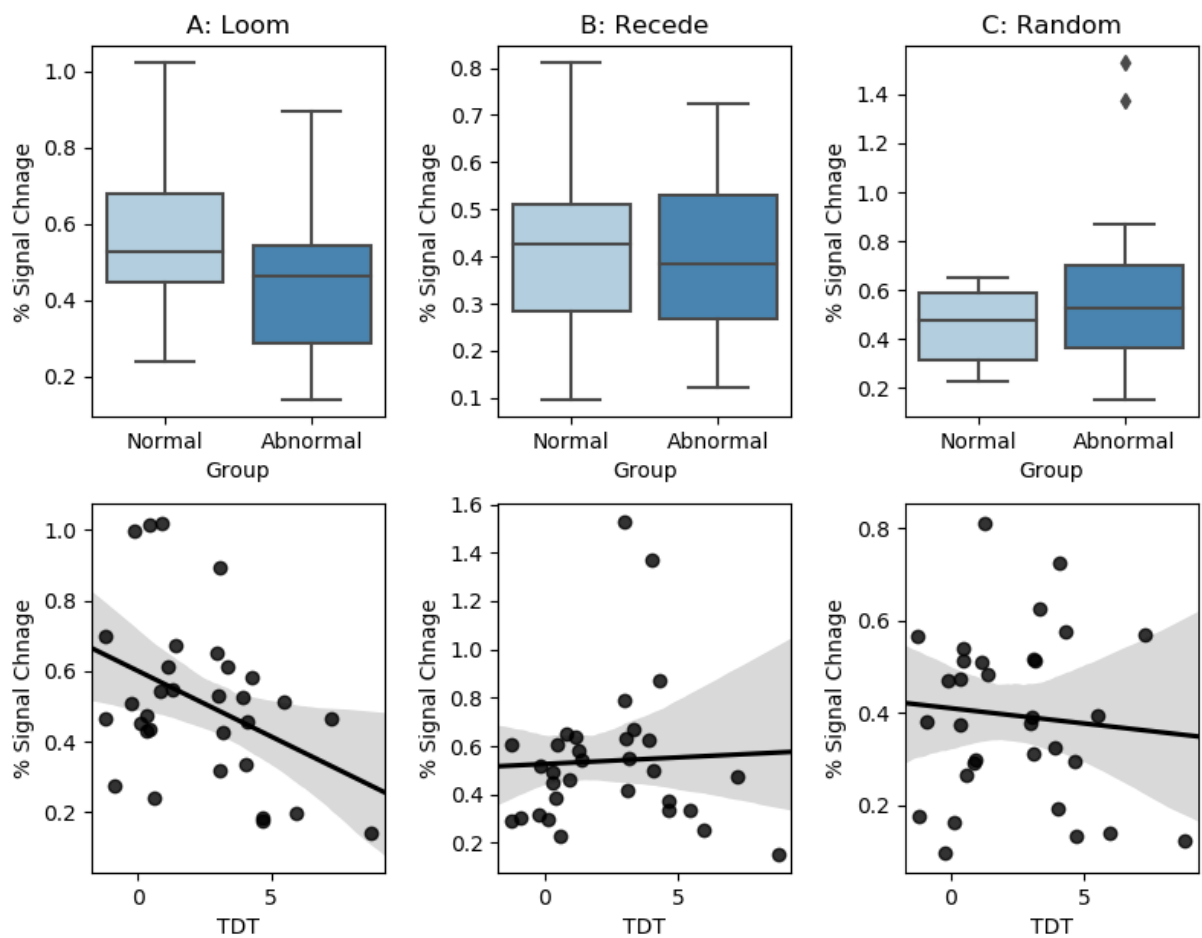 A: Loom
B: Recede
C: Random
% Signal Chnage
1.0
0.8
0.6
0.4
0.2
Normal
Abnormal
Group
% Signal Chnage
0.8
0.7
0.6
0.5
0.4
0.3
0.2
0.1
Normal
Abnormal
Group
% Signal Chnage
1.4
1.2
1.0
0.8
0.6
0.4
0.2
Normal
Abnormal
Group
% Signal Chnage
1.0
0.8
0.6
0.4
0.2
0
5
TDT
% Signal Chnage
1.6
1.4
1.2
1.0
0.8
0.6
0.4
0.2
0
5
TDT
% Signal Chnage
0.8
0.6
0.4
0.2
0
5
TDT